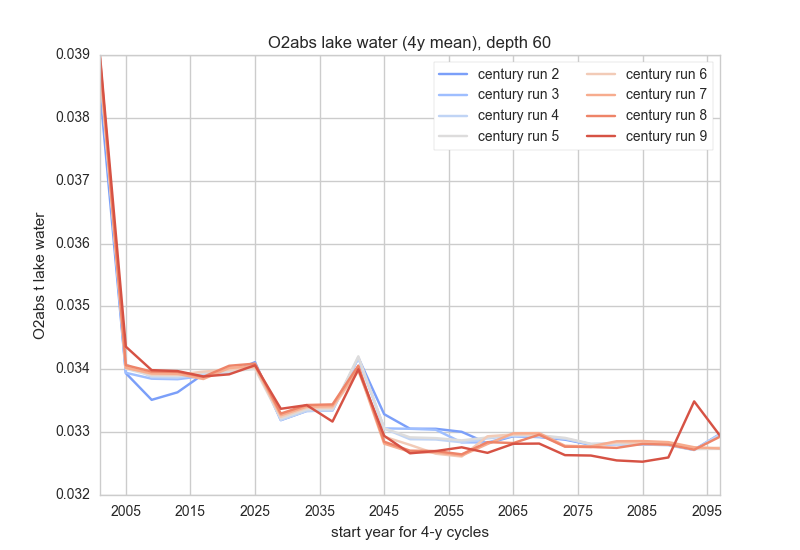 O2abs lake water (4y mean), depth 60
0.039
0.038
0.037
0.036
0.035
0.034
0.033
0.032
O2abs t lake water
century run 2
century run 3
century run 4
century run 5
century run 6
century run 7
century run 8
century run 9
2005 2015 2025 2035 2045 2055 2065 2075 2085 2095
start year for 4-y cycles